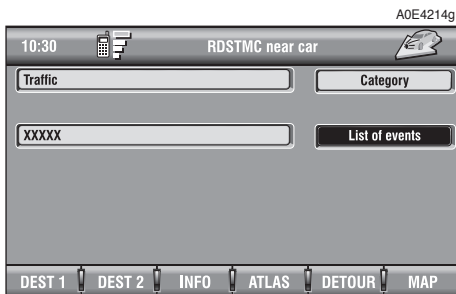 A0E4214g
10:30 RDSTMC near car
Traffic Category
XXXXX List of events
DEST 1 DEST 2 INFO ATLAS DETOUR MAP